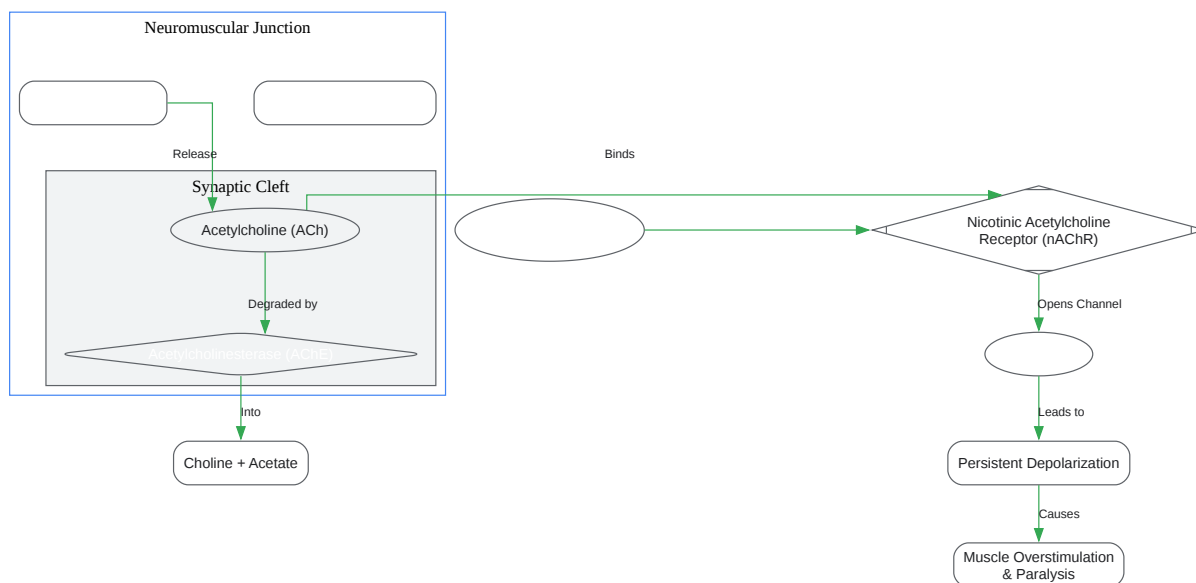 Neuromuscular Junction
Release
Binds
Synaptic Cleft
Acetylcholine (ACh)
Nicotinic Acetylcholine
Receptor (nAChR)
Degraded by
Opens Channel
Acetylcholinesterase (AChE)
Into
Leads to
Choline + Acetate
Persistent Depolarization
Causes
Muscle Overstimulation
& Paralysis